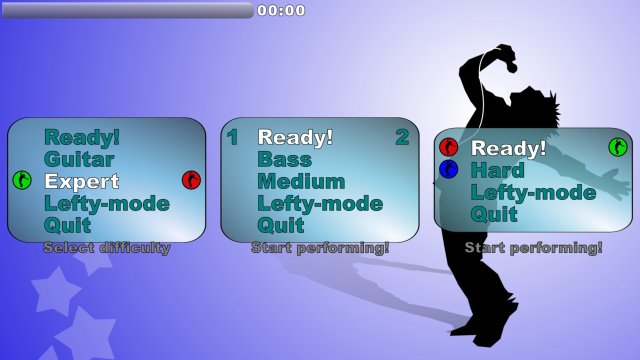 00:00
Ready!
Guitar
Expert
Lefty-mode
Quit
Select difficulty
1 Ready! 2
Bass
Medium
Lefty-mode
Quit
Start performing!
Ready!
Hard
Lefty-mode
Quit
Start performing!